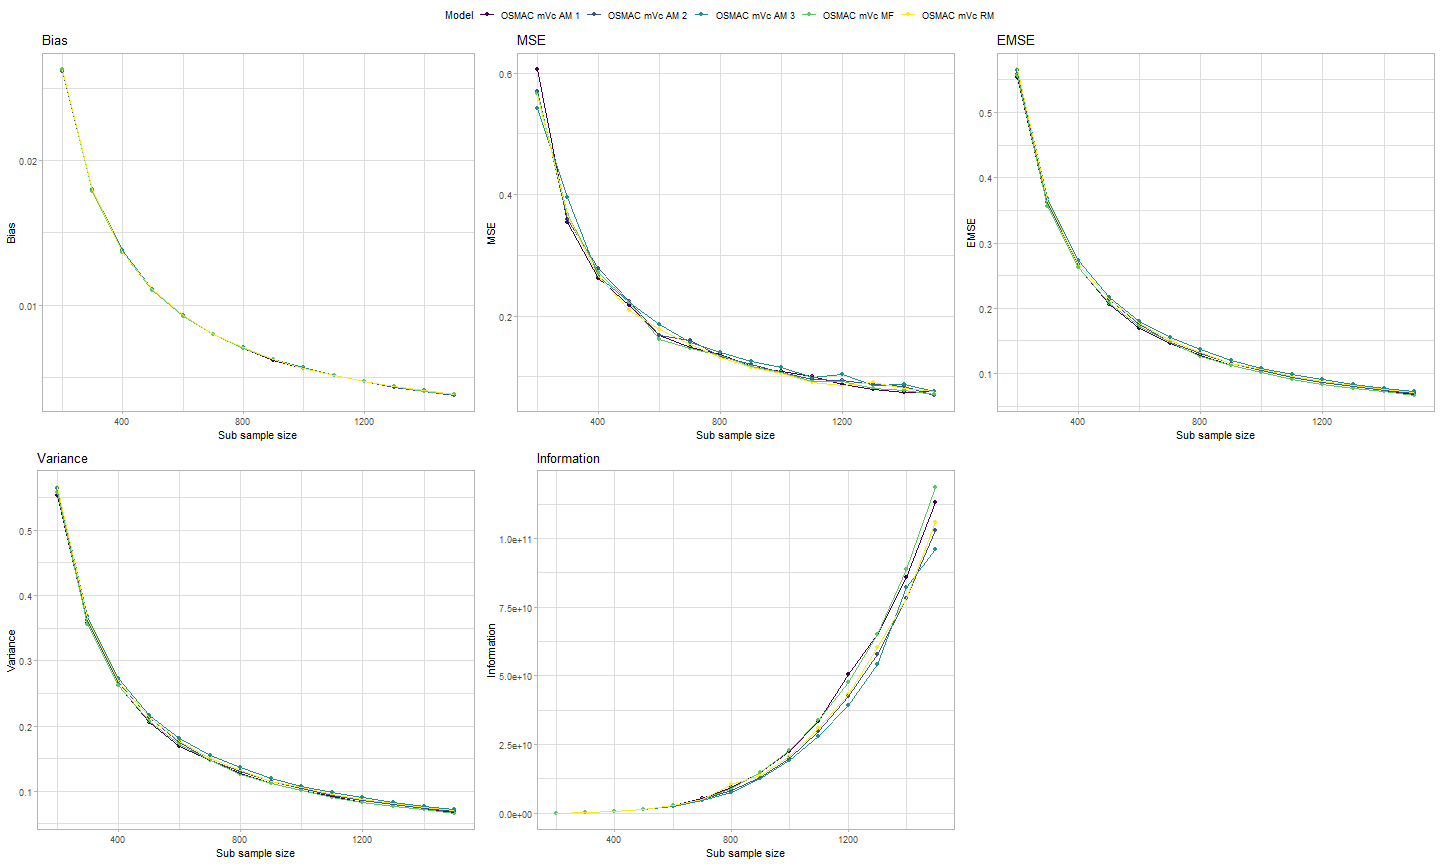 Model OSMAC mVc AM 1 OSMAC mVc AM 2 OSMAC mVc AM 3 OSMAC mVc MF OSMAC mVc RM
Bias
0.02
0.01
Bias
400 800 1200
Sub sample size
MSE
0.6
0.4
0.2
MSE
400 800 1200
Sub sample size
EMSE
0.5
0.4
0.3
0.2
0.1
EMSE
400 800 1200
Sub sample size
Variance
0.5
0.4
0.3
0.2
0.1
Variance
400 800 1200
Sub sample size
Information
1.0e+11
7.5e+10
5.0e+10
2.5e+10
0.0e+00
Information
400 800 1200
Sub sample size